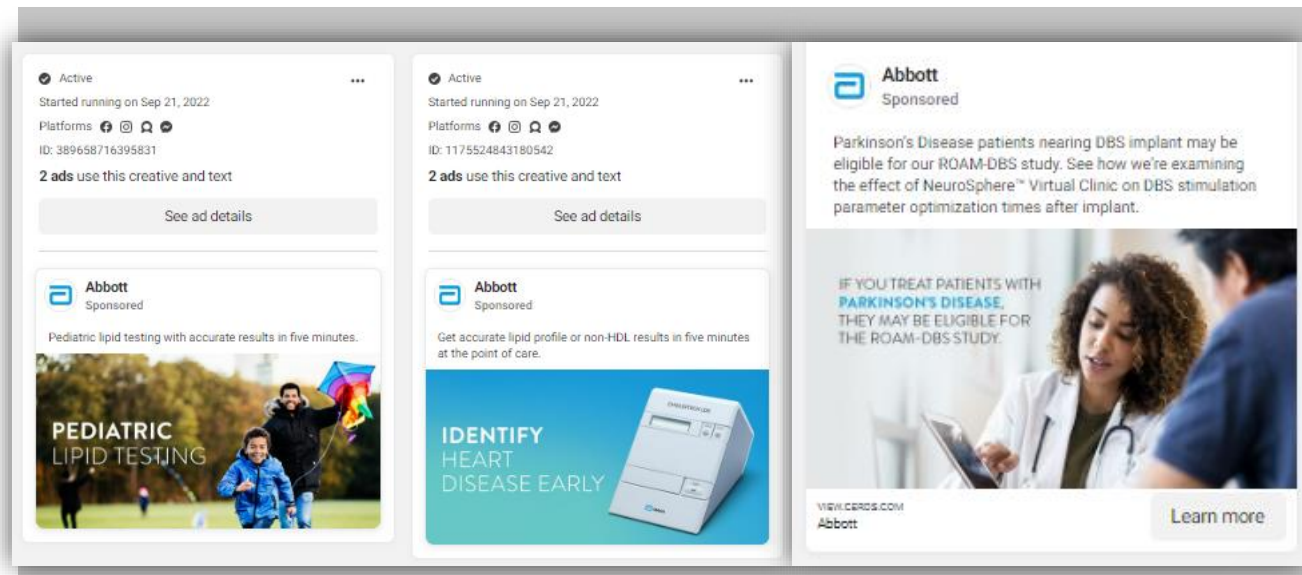 Active
Started running on Sep 21, 2022
Platforms
ID: 389658716395831
2 ads use this creative and text
See ad details
Abbott
Sponsored
Pediatric lipid testing with accurate results in five minutes.
PEDIATRIC
LIPID TESTING
Active
Started running on Sep 21, 2022
Platforms
ID: 1175524843180542
2 ads use this creative and text
See ad details
Abbott
Sponsored
Get accurate lipid profile or non-HDL results in five minutes
at the point of care.
IDENTIFY
HEART
DISEASE EARLY
Abbott
Sponsored
Parkinson's Disease patients nearing DBS implant may be
eligible for our ROAM-DBS study. See how we're examining
the effect of NeuroSphere™ Virtual Clinic on DBS stimulation
parameter optimization times after implant.
IF YOU TREAT PATIENTS WITH
PARKINSON'S DISEASE,
THEY MAY BE ELIGIBLE FOR
THE ROAM-DBS STUDY.
VIEW.CEROS.COM
Abbott
Learn more